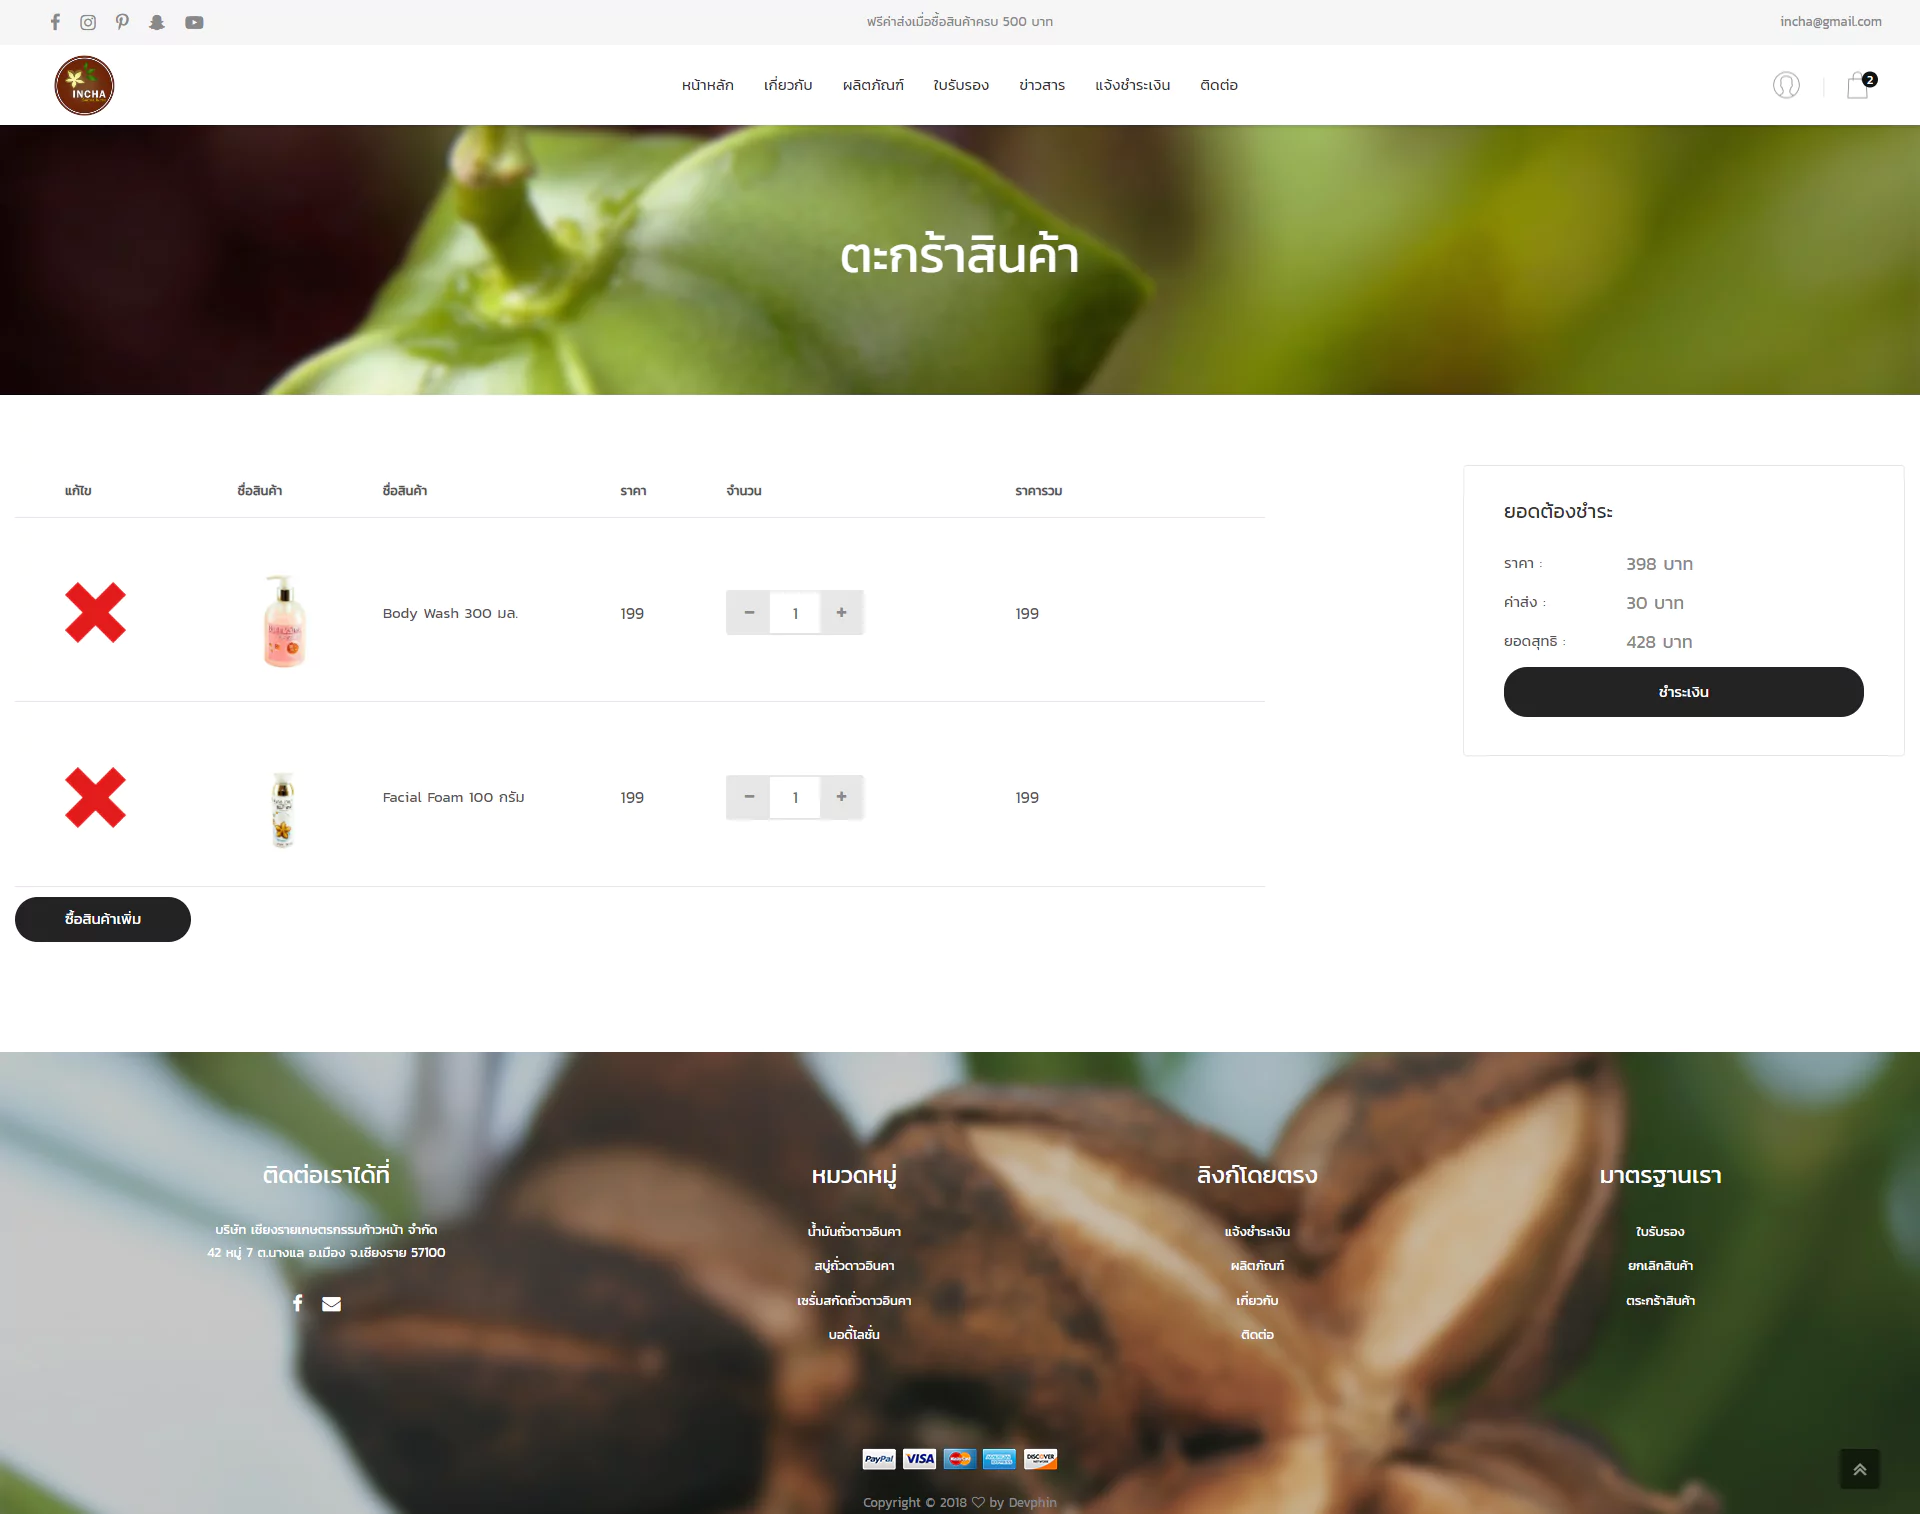 ฟรีค่าส่งเมื่อซื้อสินค้าครบ 500 บาท
incha@gmail.com
INCHA
หน้าหลัก เกี่ยวกับ ผลิตภัณฑ์ ใบรับรอง ข่าวสาร แจ้งชำระเงิน ติดต่อ
2
ตะกร้าสินค้า
แก้ไข ชื่อสินค้า ชื่อสินค้า ราคา จำนวน ราคารวม
Body Wash 300 มล. 199 - 1 + 199
Facial Foam 100 กรัม 199 - 1 + 199
ซื้อสินค้าเพิ่ม
ยอดต้องชำระ
ราคา : 398 บาท
ค่าส่ง : 30 บาท
ยอดสุทธิ : 428 บาท
ชำระเงิน
ติดต่อเราได้ที่
บริษัท เชียงรายเกษตรกรรมก้าวหน้า จำกัด
42 หมู่ 7 ต.นางแล อ.เมือง จ.เชียงราย 57100
หมวดหมู่
น้ำมันถั่วดาวอินคา
สบู่ถั่วดาวอินคา
เซรั่มสกัดถั่วดาวอินคา
บอดี้โลชั่น
ลิงก์โดยตรง
แจ้งชำระเงิน
ผลิตภัณฑ์
เกี่ยวกับ
ติดต่อ
มาตรฐานเรา
ใบรับรอง
ยกเลิกสินค้า
ตระกร้าสินค้า
PayPal VISA MasterCard AMERICAN EXPRESS DISCOVER
Copyright © 2018 ♡ by Devphin